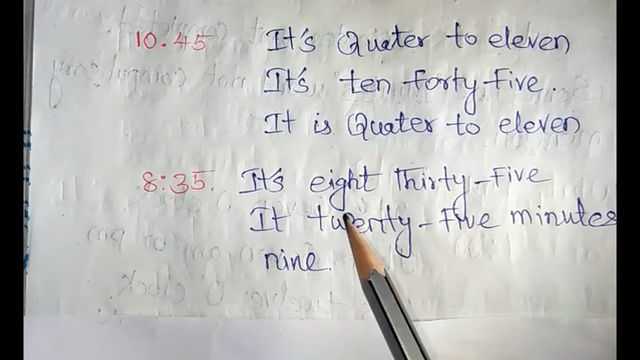 10.45 It's Quater to eleven
It's ten forty-five.
It is Quater to eleven
8:35. It's eight thirty-five
It twenty-five minutes
nine.